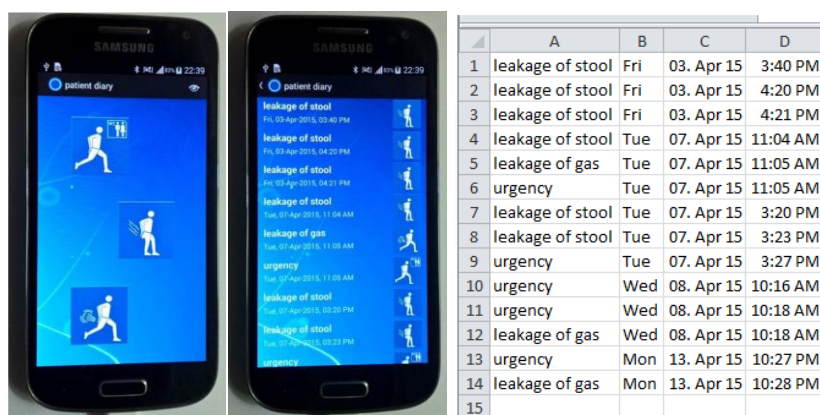 SAMSUNG
22:39
patient diary
SAMSUNG
22:39
patient diary
leakage of stool
Fri, 03-Apr-2015, 03:40 PM
leakage of stool
Fri, 03-Apr-2015, 04:20 PM
leakage of stool
Fri, 03-Apr-2015, 04:21 PM
leakage of stool
Tue, 07-Apr-2015, 11:04 AM
leakage of gas
Tue, 07-Apr-2015, 11:05 AM
urgency
Tue, 07-Apr-2015, 11:05 AM
leakage of stool
Tue, 07-Apr-2015, 03:20 PM
leakage of stool
Tue, 07-Apr-2015, 03:23 PM
urgency
A B C D
1 leakage of stool Fri 03. Apr 15 3:40 PM
2 leakage of stool Fri 03. Apr 15 4:20 PM
3 leakage of stool Fri 03. Apr 15 4:21 PM
4 leakage of stool Tue 07. Apr 15 11:04 AM
5 leakage of gas Tue 07. Apr 15 11:05 AM
6 urgency Tue 07. Apr 15 11:05 AM
7 leakage of stool Tue 07. Apr 15 3:20 PM
8 leakage of stool Tue 07. Apr 15 3:23 PM
9 urgency Tue 07. Apr 15 3:27 PM
10 urgency Wed 08. Apr 15 10:16 AM
11 urgency Wed 08. Apr 15 10:18 AM
12 leakage of gas Wed 08. Apr 15 10:18 AM
13 urgency Mon 13. Apr 15 10:27 PM
14 leakage of gas Mon 13. Apr 15 10:28 PM
15